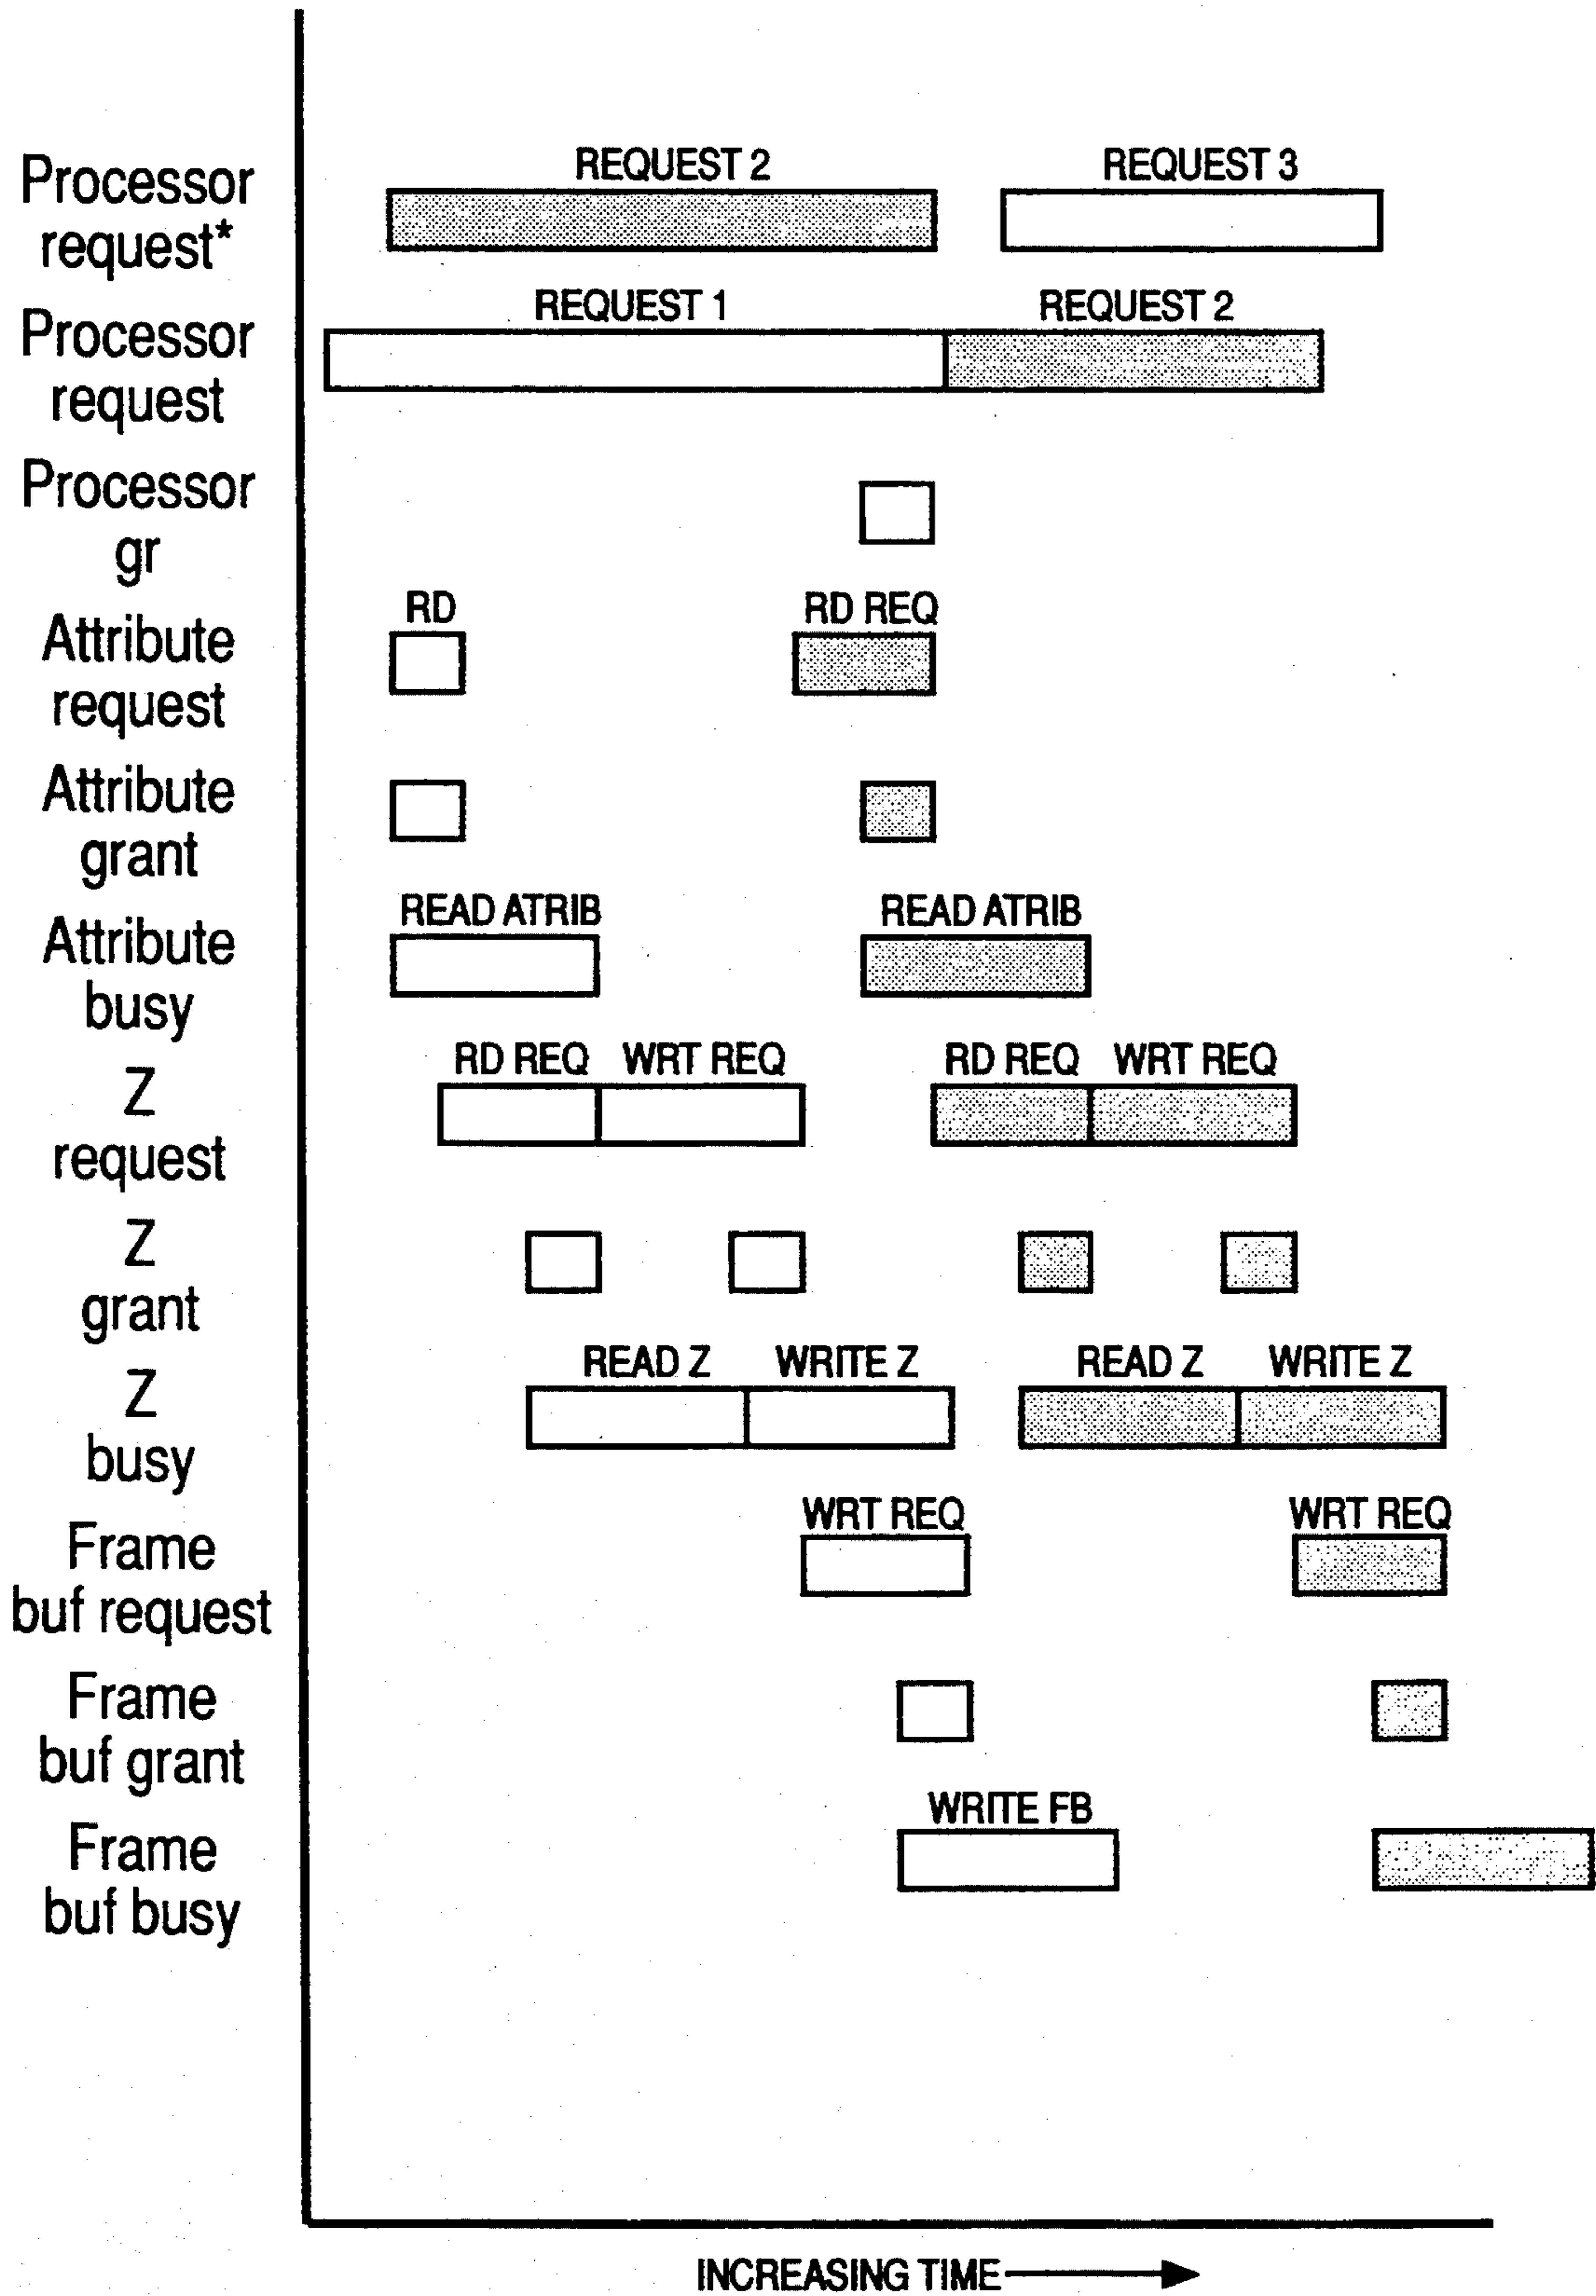 REQUEST 2 REQUEST 3
Processor
request*
REQUEST 1 REQUEST 2
Processor
request
Processor
gr
RD RD REQ
Attribute
request
Attribute
grant
READ ATRIB READ ATRIB
Attribute
busy
RD REQ WRT REQ RD REQ WRT REQ
Z
request
Z
grant
READ Z WRITE Z READ Z WRITE Z
Z
busy
WRT REQ WRT REQ
Frame
buf request
Frame
buf grant
WRITE FB
Frame
buf busy
INCREASING TIME